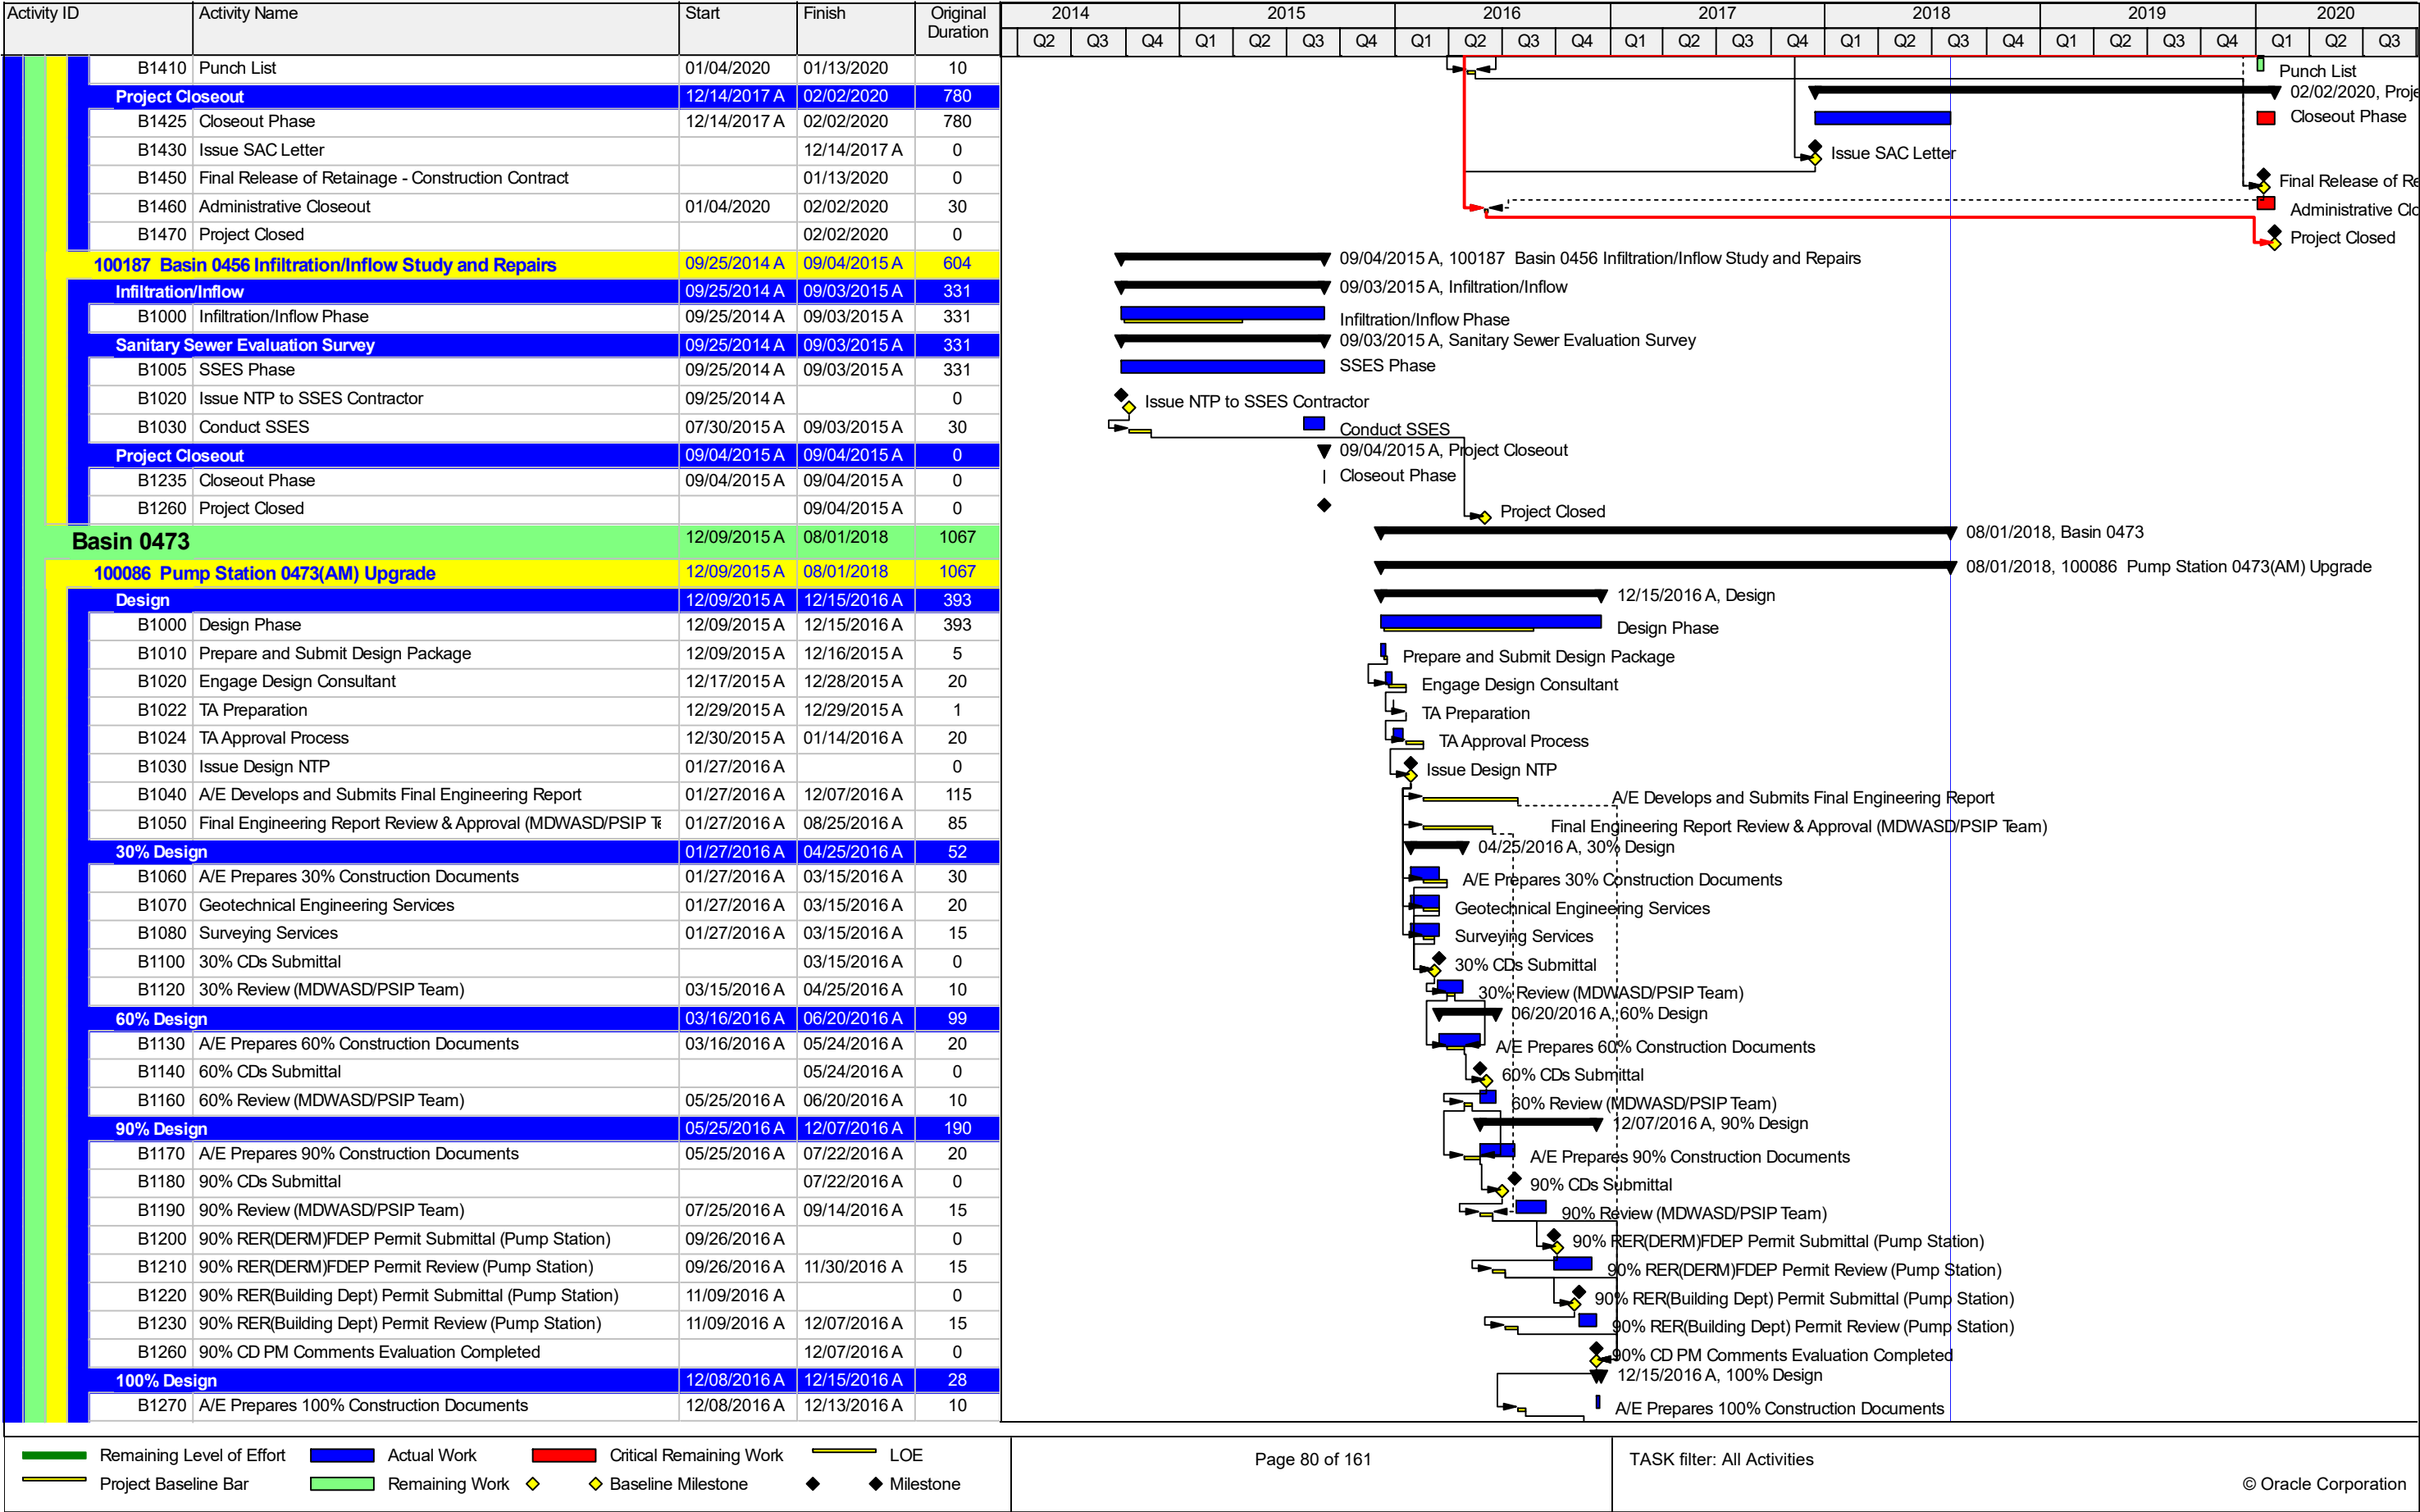 Activity ID Activity Name Start Finish Original Duration 2014 2015 2016 2017 2018 2019 2020
Q2 Q3 Q4 Q1 Q2 Q3 Q4 Q1 Q2 Q3 Q4 Q1 Q2 Q3 Q4 Q1 Q2 Q3 Q4 Q1 Q2 Q3 Q4 Q1 Q2 Q3
B1410 Punch List 01/04/2020 01/13/2020 10 Punch List
Project Closeout 12/14/2017 A 02/02/2020 780 02/02/2020, Proje
B1425 Closeout Phase 12/14/2017 A 02/02/2020 780 Closeout Phase
B1430 Issue SAC Letter 12/14/2017 A 0 Issue SAC Letter
B1450 Final Release of Retainage - Construction Contract 01/13/2020 0 Final Release of Re
B1460 Administrative Closeout 01/04/2020 02/02/2020 30 Administrative Clo
B1470 Project Closed 02/02/2020 0 Project Closed
100187 Basin 0456 Infiltration/Inflow Study and Repairs 09/25/2014 A 09/04/2015 A 604 09/04/2015 A, 100187 Basin 0456 Infiltration/Inflow Study and Repairs
Infiltration/Inflow 09/25/2014 A 09/03/2015 A 331 09/03/2015 A, Infiltration/Inflow
B1000 Infiltration/Inflow Phase 09/25/2014 A 09/03/2015 A 331 Infiltration/Inflow Phase
Sanitary Sewer Evaluation Survey 09/25/2014 A 09/03/2015 A 331 09/03/2015 A, Sanitary Sewer Evaluation Survey
B1005 SSES Phase 09/25/2014 A 09/03/2015 A 331 SSES Phase
B1020 Issue NTP to SSES Contractor 09/25/2014 A 0 Issue NTP to SSES Contractor
B1030 Conduct SSES 07/30/2015 A 09/03/2015 A 30 Conduct SSES
Project Closeout 09/04/2015 A 09/04/2015 A 0 09/04/2015 A, Project Closeout
B1235 Closeout Phase 09/04/2015 A 09/04/2015 A 0 Closeout Phase
B1260 Project Closed 09/04/2015 A 0 Project Closed
Basin 0473 12/09/2015 A 08/01/2018 1067 08/01/2018, Basin 0473
100086 Pump Station 0473(AM) Upgrade 12/09/2015 A 08/01/2018 1067 08/01/2018, 100086 Pump Station 0473(AM) Upgrade
Design 12/09/2015 A 12/15/2016 A 393 12/15/2016 A, Design
B1000 Design Phase 12/09/2015 A 12/15/2016 A 393 Design Phase
B1010 Prepare and Submit Design Package 12/09/2015 A 12/16/2015 A 5 Prepare and Submit Design Package
B1020 Engage Design Consultant 12/17/2015 A 12/28/2015 A 20 Engage Design Consultant
B1022 TA Preparation 12/29/2015 A 12/29/2015 A 1 TA Preparation
B1024 TA Approval Process 12/30/2015 A 01/14/2016 A 20 TA Approval Process
B1030 Issue Design NTP 01/27/2016 A 0 Issue Design NTP
B1040 A/E Develops and Submits Final Engineering Report 01/27/2016 A 12/07/2016 A 115 A/E Develops and Submits Final Engineering Report
B1050 Final Engineering Report Review & Approval (MDWASD/PSIP Te 01/27/2016 A 08/25/2016 A 85 Final Engineering Report Review & Approval (MDWASD/PSIP Team)
30% Design 01/27/2016 A 04/25/2016 A 52 04/25/2016 A, 30% Design
B1060 A/E Prepares 30% Construction Documents 01/27/2016 A 03/15/2016 A 30 A/E Prepares 30% Construction Documents
B1070 Geotechnical Engineering Services 01/27/2016 A 03/15/2016 A 20 Geotechnical Engineering Services
B1080 Surveying Services 01/27/2016 A 03/15/2016 A 15 Surveying Services
B1100 30% CDs Submittal 03/15/2016 A 0 30% CDs Submittal
B1120 30% Review (MDWASD/PSIP Team) 03/15/2016 A 04/25/2016 A 10 30% Review (MDWASD/PSIP Team)
60% Design 03/16/2016 A 06/20/2016 A 99 06/20/2016 A, 60% Design
B1130 A/E Prepares 60% Construction Documents 03/16/2016 A 05/24/2016 A 20 A/E Prepares 60% Construction Documents
B1140 60% CDs Submittal 05/24/2016 A 0 60% CDs Submittal
B1160 60% Review (MDWASD/PSIP Team) 05/25/2016 A 06/20/2016 A 10 60% Review (MDWASD/PSIP Team)
90% Design 05/25/2016 A 12/07/2016 A 190 12/07/2016 A, 90% Design
B1170 A/E Prepares 90% Construction Documents 05/25/2016 A 07/22/2016 A 20 A/E Prepares 90% Construction Documents
B1180 90% CDs Submittal 07/22/2016 A 0 90% CDs Submittal
B1190 90% Review (MDWASD/PSIP Team) 07/25/2016 A 09/14/2016 A 15 90% Review (MDWASD/PSIP Team)
B1200 90% RER(DERM)FDEP Permit Submittal (Pump Station) 09/26/2016 A 0 90% RER(DERM)FDEP Permit Submittal (Pump Station)
B1210 90% RER(DERM)FDEP Permit Review (Pump Station) 09/26/2016 A 11/30/2016 A 15 90% RER(DERM)FDEP Permit Review (Pump Station)
B1220 90% RER(Building Dept) Permit Submittal (Pump Station) 11/09/2016 A 0 90% RER(Building Dept) Permit Submittal (Pump Station)
B1230 90% RER(Building Dept) Permit Review (Pump Station) 11/09/2016 A 12/07/2016 A 15 90% RER(Building Dept) Permit Review (Pump Station)
B1260 90% CD PM Comments Evaluation Completed 12/07/2016 A 0 90% CD PM Comments Evaluation Completed
100% Design 12/08/2016 A 12/15/2016 A 28 12/15/2016 A, 100% Design
B1270 A/E Prepares 100% Construction Documents 12/08/2016 A 12/13/2016 A 10 A/E Prepares 100% Construction Documents
Remaining Level of Effort Actual Work Critical Remaining Work LOE Page 80 of 161 TASK filter: All Activities
Project Baseline Bar Remaining Work Baseline Milestone Milestone © Oracle Corporation